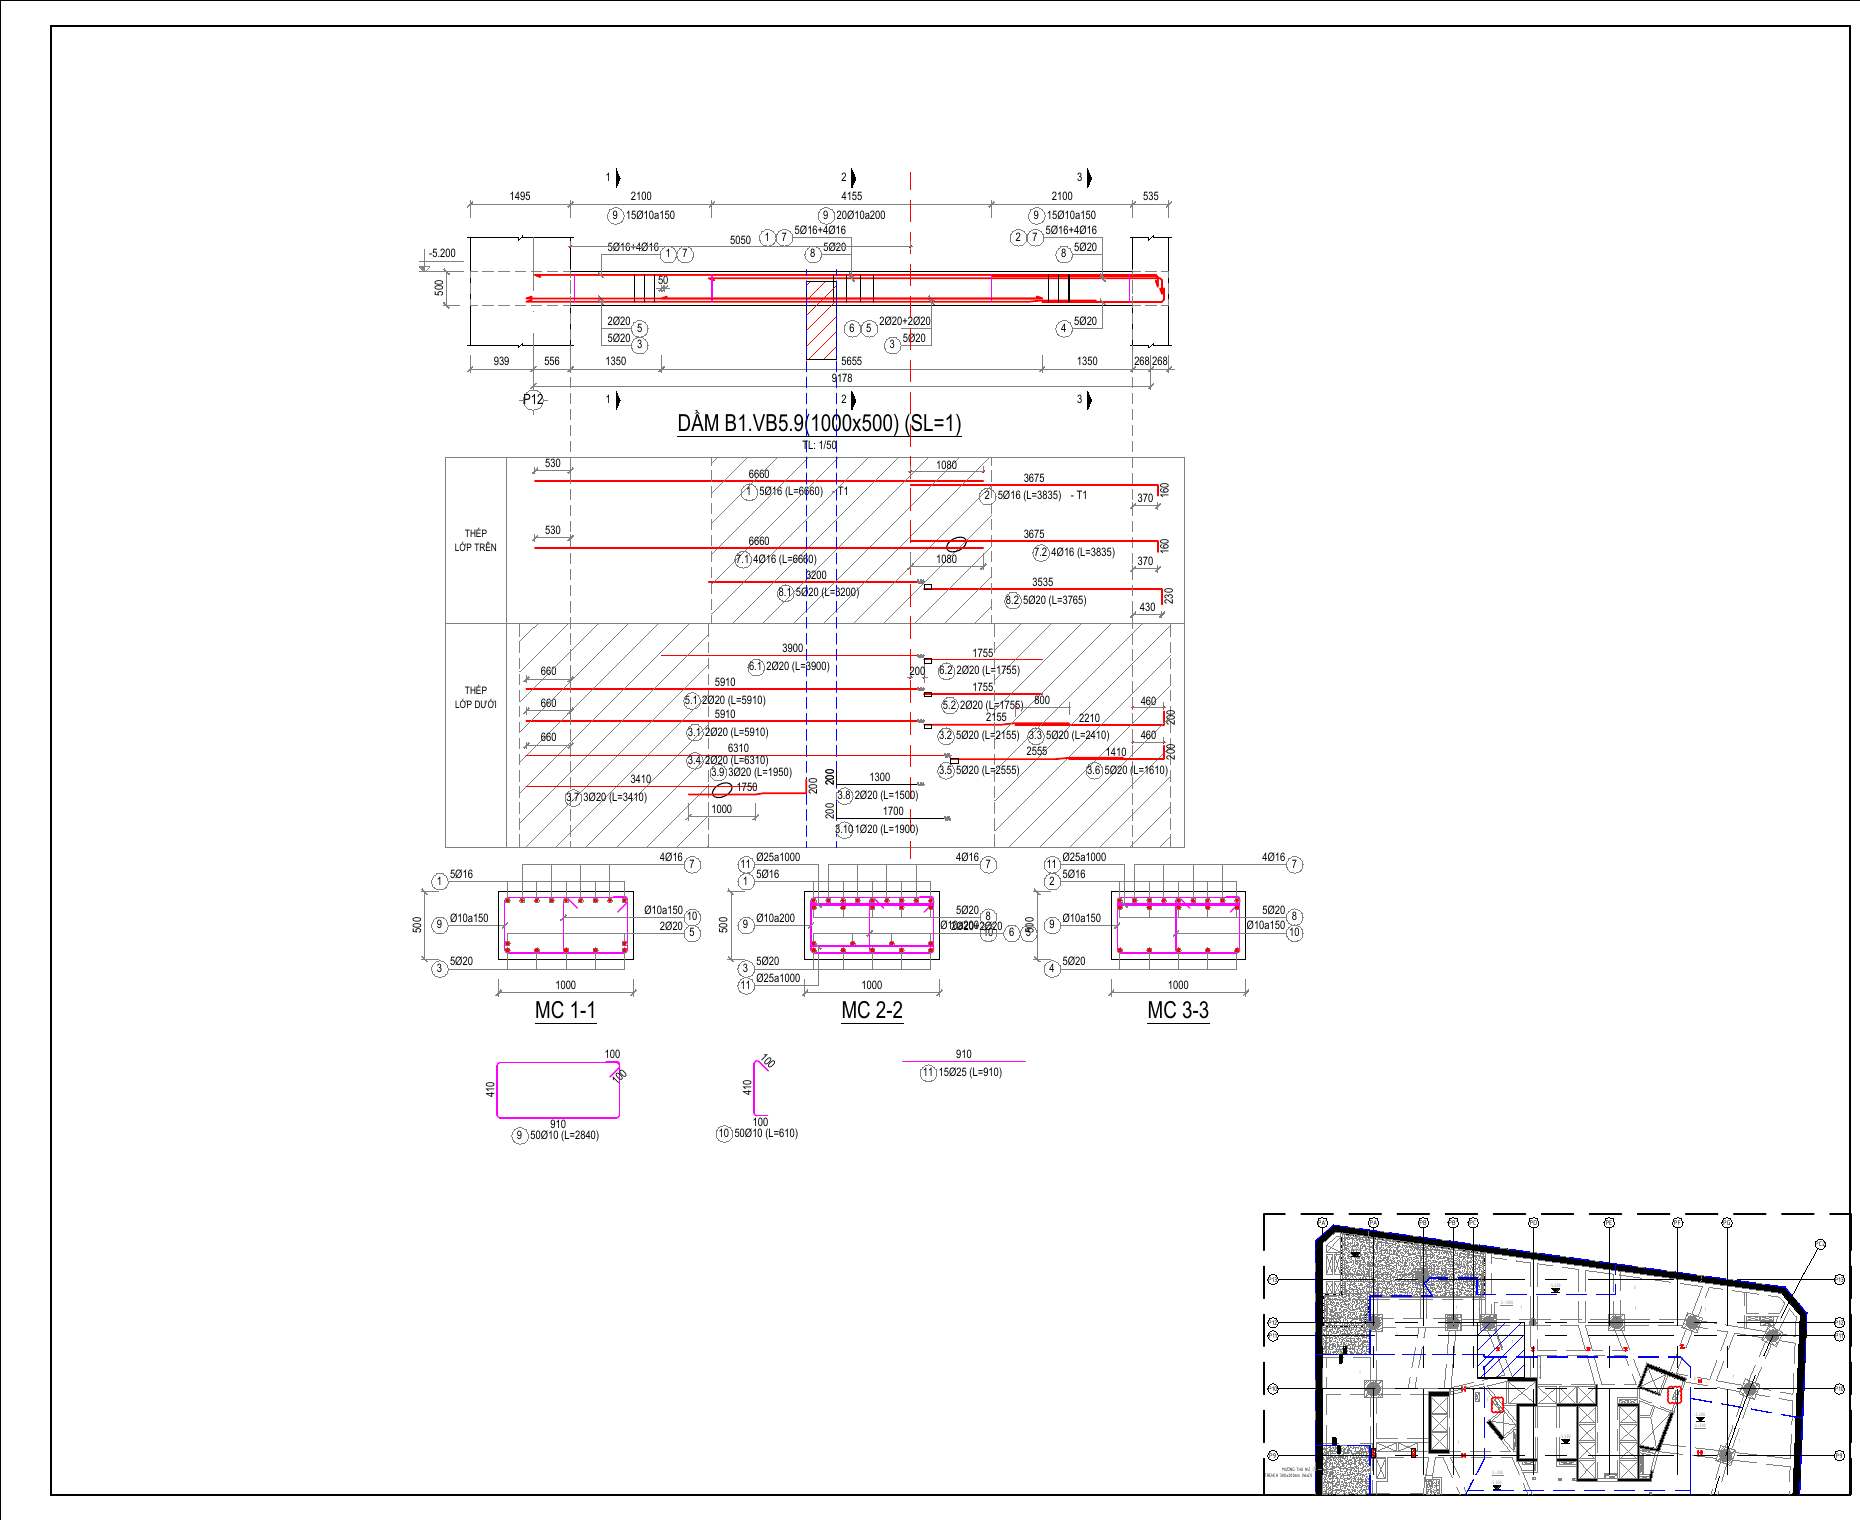 1 2 3
1495 2100 4155 2100 535
9 15Ø10a150 9 20Ø10a200 9 15Ø10a150
5Ø16+4Ø16 1 7 5050 1 7 5Ø16+4Ø16 2 7 5Ø16+4Ø16
8 5Ø20 8 5Ø20
-5.200
500
50
2Ø20 5 6 5 2Ø20+2Ø20 4 5Ø20
5Ø20 3 3 5Ø20
939 556 1350 5655 1350 268 268
9178
P12 1 2 3
DẦM B1.VB5.9(1000x500) (SL=1)
TL: 1/50
THÉP
LỚP TRÊN
530 6660 1080 3675
1 5Ø16 (L=6660) - T1 2 5Ø16 (L=3835) - T1 370 160
530 6660 3675
7.1 4Ø16 (L=6660) 1080 7.2 4Ø16 (L=3835) 370 160
3200 3535
8.1 5Ø20 (L=3200) 8.2 5Ø20 (L=3765) 430 230
THÉP
LỚP DƯỚI
3900 1755
6.1 2Ø20 (L=3900) 200 6.2 2Ø20 (L=1755)
660 5910 1755
5.1 2Ø20 (L=5910) 5.2 2Ø20 (L=1755) 800 460
660 5910 2155 2210 200
3.1 2Ø20 (L=5910) 3.2 5Ø20 (L=2155) 3.3 5Ø20 (L=2410)
660 6310 2555 1410 460 200
3.4 2Ø20 (L=6310) 3.5 5Ø20 (L=2555) 3.6 5Ø20 (L=1610)
3.9 3Ø20 (L=1950)
3410 1750 200 200 1300
3.7 3Ø20 (L=3410) 3.8 2Ø20 (L=1500)
1000 200 1700
3.10 1Ø20 (L=1900)
4Ø16 7
1 5Ø16
500
9 Ø10a150 Ø10a150 10
2Ø20 5
3 5Ø20
1000
MC 1-1
11 Ø25a1000 4Ø16 7
1 5Ø16
500
5Ø20 8
9 Ø10a200 Ø10a200 10
2Ø20+2Ø20 6 5
3 5Ø20
11 Ø25a1000
1000
MC 2-2
11 Ø25a1000 4Ø16 7
2 5Ø16
500
5Ø20 8
9 Ø10a150 Ø10a150 10
4 5Ø20
1000
MC 3-3
100
100
410
910
9 50Ø10 (L=2840)
100
410
100
10 50Ø10 (L=610)
910
11 15Ø25 (L=910)